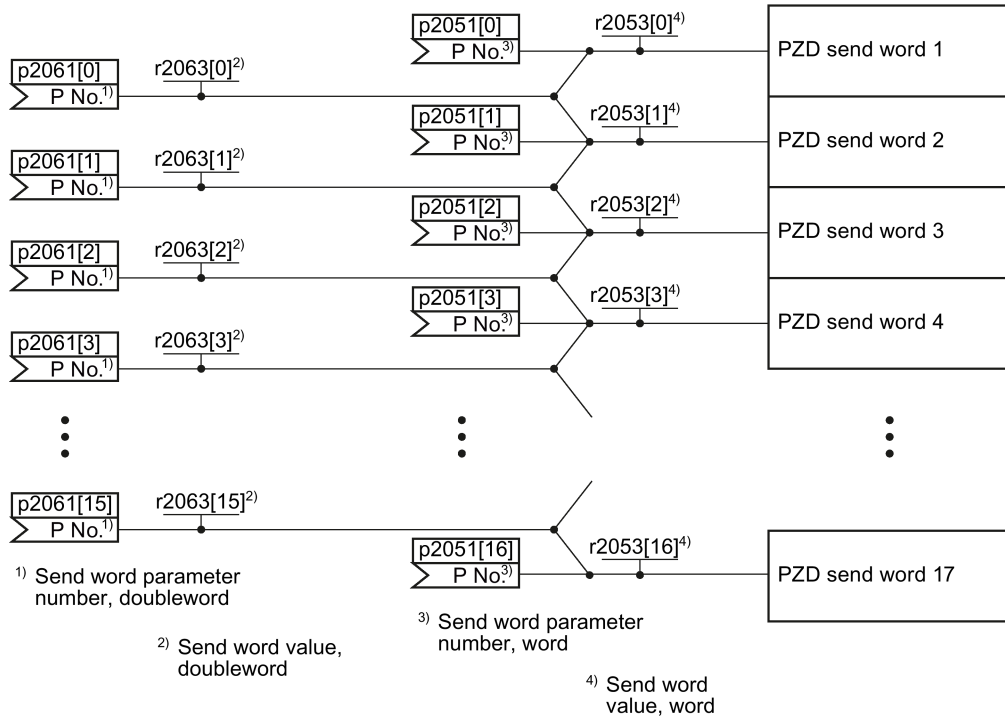 p2051[0]
P No.3)
r2053[0]4)
PZD send word 1
p2061[0]
P No.1)
r2063[0]2)
p2051[1]
P No.3)
r2053[1]4)
PZD send word 2
p2061[1]
P No.1)
r2063[1]2)
p2051[2]
P No.3)
r2053[2]4)
PZD send word 3
p2061[2]
P No.1)
r2063[2]2)
p2051[3]
P No.3)
r2053[3]4)
PZD send word 4
p2061[3]
P No.1)
r2063[3]2)
p2061[15]
P No.1)
r2063[15]2)
p2051[16]
P No.3)
r2053[16]4)
PZD send word 17
1) Send word parameter
number, doubleword
2) Send word value,
doubleword
3) Send word parameter
number, word
4) Send word
value, word